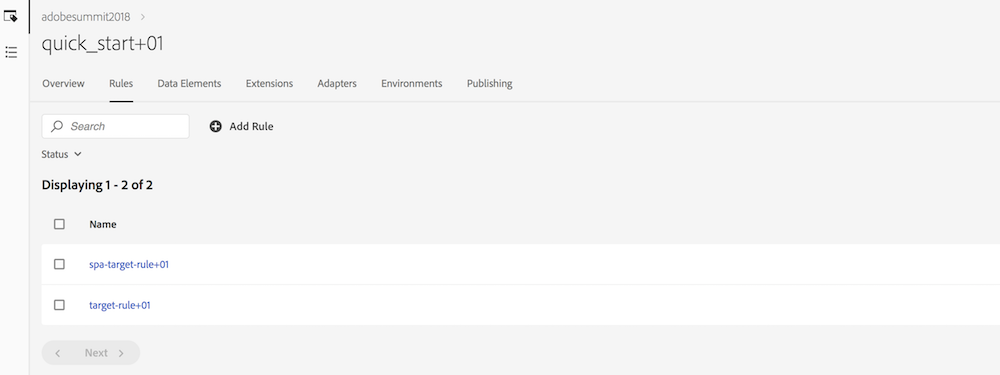 adobesummit2018
quick_start+01
Overview Rules Data Elements Extensions Adapters Environments Publishing
Search Add Rule
Status
Displaying 1 - 2 of 2
Name
spa-target-rule+01
target-rule+01
Next